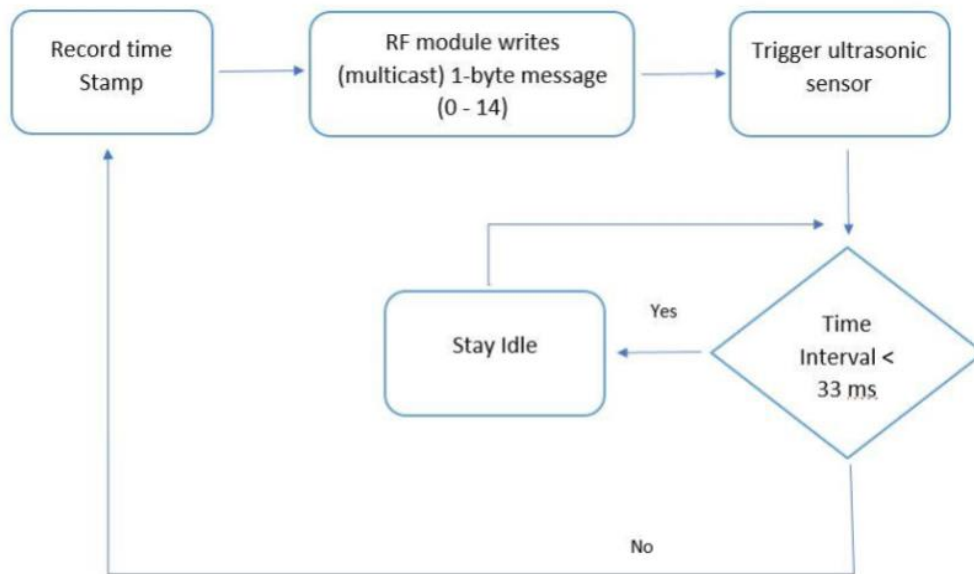 Record time
Stamp
RF module writes
(multicast) 1-byte message
(0 - 14)
Trigger ultrasonic
sensor
Yes
Stay Idle
Time
Interval <
33 ms
No